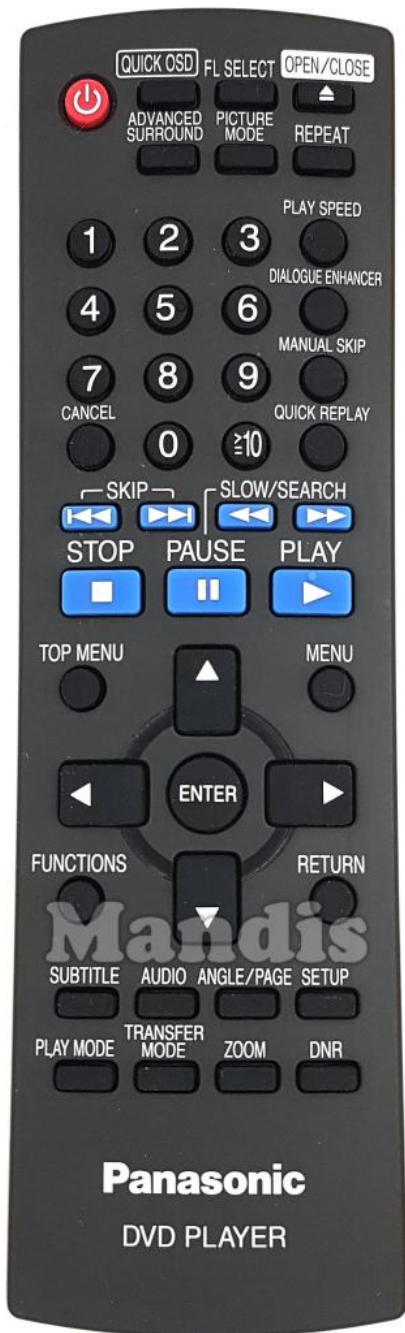 QUICK OSD FL SELECT OPEN/CLOSE
ADVANCED SURROUND PICTURE MODE REPEAT
PLAY SPEED
1 2 3
DIALOGUE ENHANCER
4 5 6
MANUAL SKIP
7 8 9
CANCEL QUICK REPLAY
0 ≧10
SKIP SLOW/SEARCH
STOP PAUSE PLAY
TOP MENU MENU
ENTER
FUNCTIONS RETURN
Mandis
SUBTITLE AUDIO ANGLE/PAGE SETUP
PLAY MODE TRANSFER MODE ZOOM DNR
Panasonic
DVD PLAYER